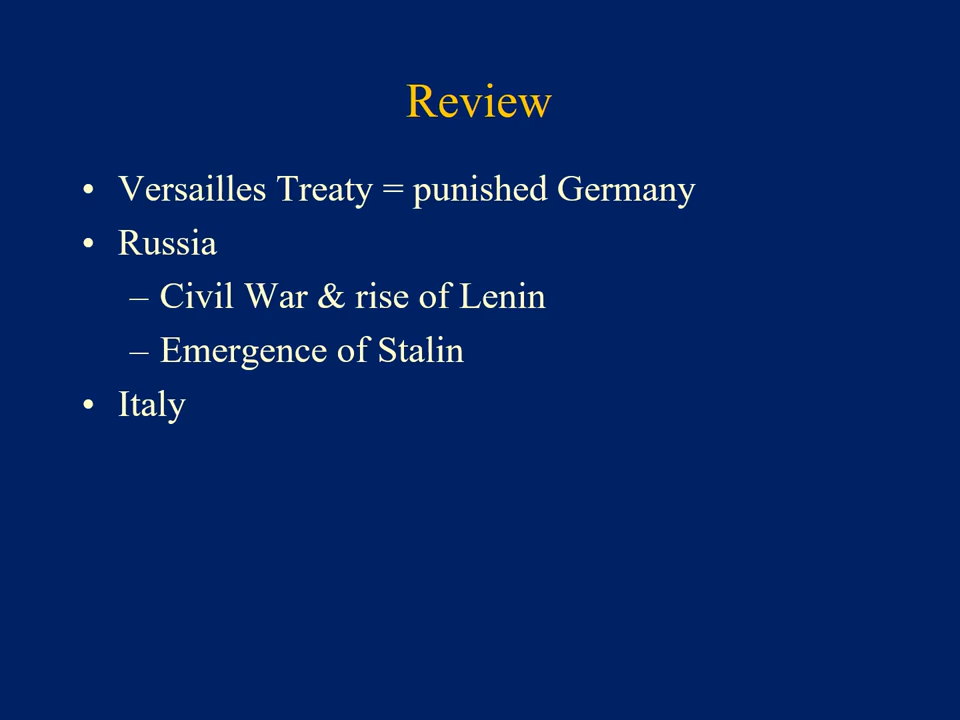 Review
• Versailles Treaty = punished Germany
• Russia
– Civil War & rise of Lenin
– Emergence of Stalin
• Italy